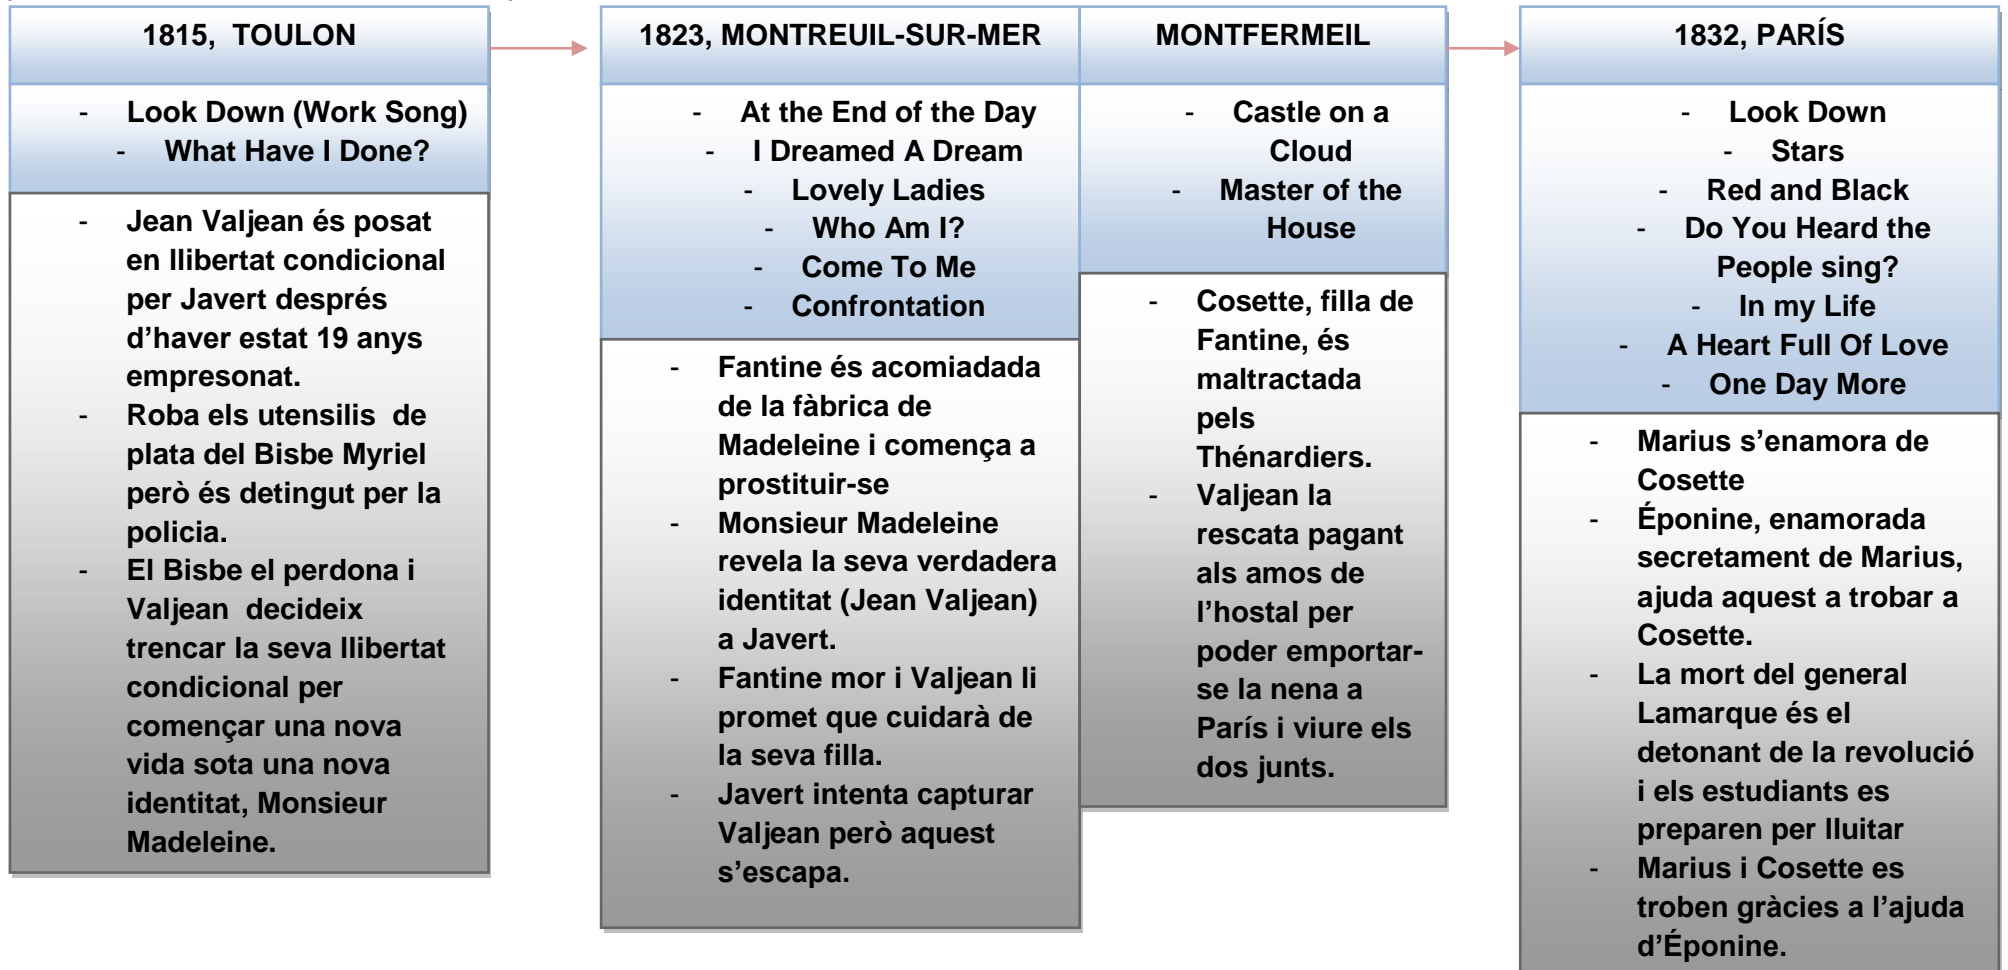 1815, TOULON
- Look Down (Work Song)
- What Have I Done?
- Jean Valjean és posat
en llibertat condicional
per Javert després
d’haver estat 19 anys
empresonat.
- Roba els utensilis de
plata del Bisbe Myriel
però és detingut per la
policia.
- El Bisbe el perdona i
Valjean decideix
trencar la seva llibertat
condicional per
començar una nova
vida sota una nova
identitat, Monsieur
Madeleine.
1823, MONTREUIL-SUR-MER
- At the End of the Day
- I Dreamed A Dream
- Lovely Ladies
- Who Am I?
- Come To Me
- Confrontation
- Fantine és acomiadada
de la fàbrica de
Madeleine i comença a
prostituir-se
- Monsieur Madeleine
revela la seva verdadera
identitat (Jean Valjean)
a Javert.
- Fantine mor i Valjean li
promet que cuidarà de
la seva filla.
- Javert intenta capturar
Valjean però aquest
s’escapa.
MONTFERMEIL
- Castle on a
Cloud
- Master of the
House
- Cosette, filla de
Fantine, és
maltractada
pels
Thénardiers.
- Valjean la
rescata pagant
als amos de
l’hostal per
poder emportar-
se la nena a
París i viure els
dos junts.
1832, PARÍS
- Look Down
- Stars
- Red and Black
- Do You Heard the
People sing?
- In my Life
- A Heart Full Of Love
- One Day More
- Marius s’enamora de
Cosette
- Éponine, enamorada
secretament de Marius,
ajuda aquest a trobar a
Cosette.
- La mort del general
Lamarque és el
detonant de la revolució
i els estudiants es
preparen per lluitar
- Marius i Cosette es
troben gràcies a l’ajuda
d’Éponine.